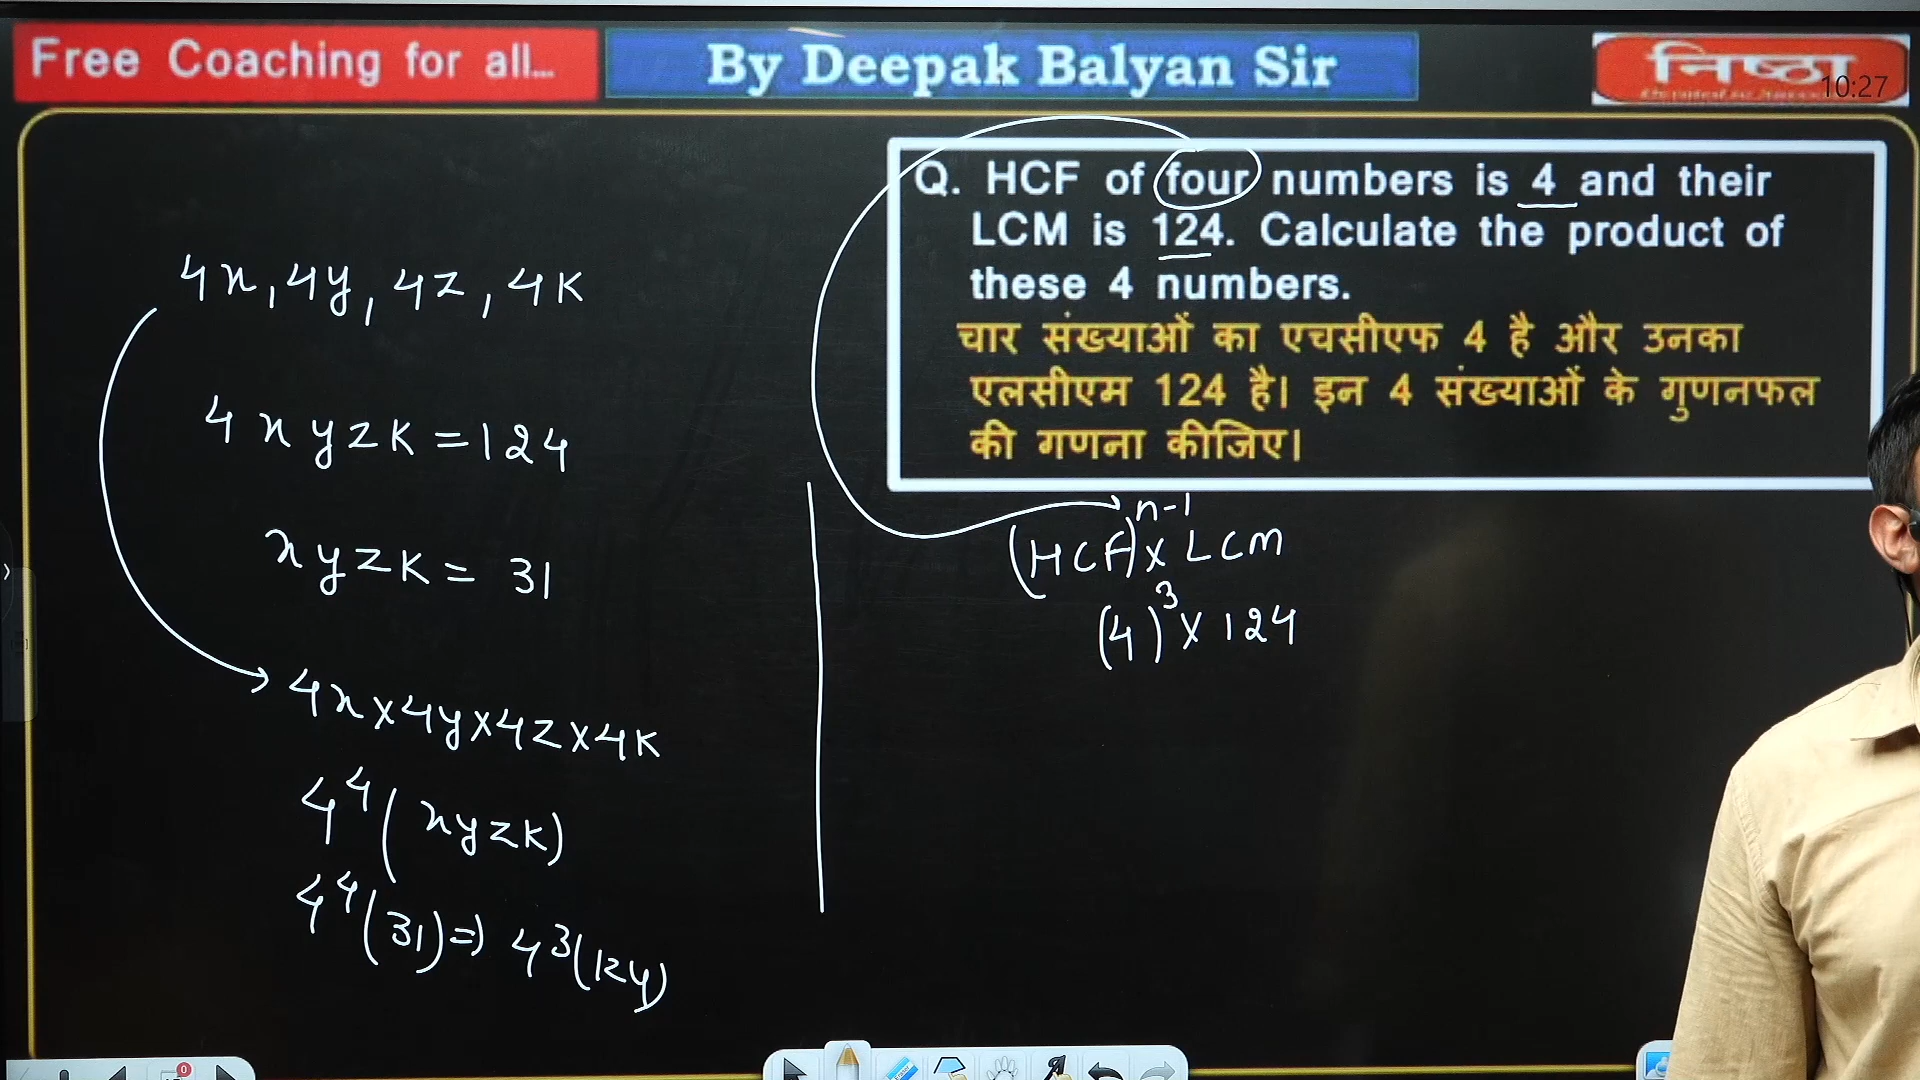 Free Coaching for all...
By Deepak Balyan Sir
निष्ठा
10:27
Q. HCF of four numbers is 4 and their
LCM is 124. Calculate the product of
these 4 numbers.
चार संख्याओं का एचसीएफ 4 है और उनका
एलसीएम 124 है। इन 4 संख्याओं के गुणनफल
की गणना कीजिए।
4x, 4y, 4z, 4K
4xyzK = 124
xyzK = 31
4x×4y×4z×4K
4⁴(xyzK)
4⁴(31) ⇒ 4³(124)
(HCF)ⁿ⁻¹ × LCM
(4)³ × 124
0